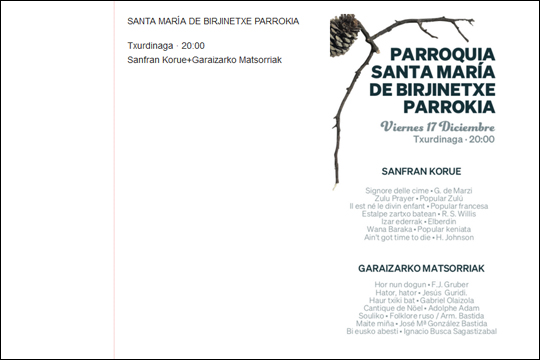 SANTA MARÍA DE BIRJINETXE PARROKIA
Txurdinaga · 20:00
Sanfran Korue+Garaizarko Matsorriak
PARROQUIA
SANTA MARÍA
DE BIRJINETXE
PARROKIA
Viernes 17 Diciembre
Txurdinaga · 20:00
SANFRAN KORUE
Signore delle cime • G. de Marzi
Zulu Prayer • Popular Zulú
Il est né le divin enfant • Popular francesa
Estalpe zartxo batean • R. S. Willis
Izar ederrak • Elberdin
Wana Baraka • Popular keniata
Ain't got time to die • H. Johnson
GARAIZARKO MATSORRIAK
Hor nun dogun • F.J. Gruber
Hator, hator • Jesús Guridi.
Haur txiki bat • Gabriel Olaizola
Cantique de Nöel • Adolphe Adam
Souliko • Folklore ruso / Arm. Bastida
Maite miña • José Mª González Bastida
Bi eusko abesti • Ignacio Busca Sagastizabal